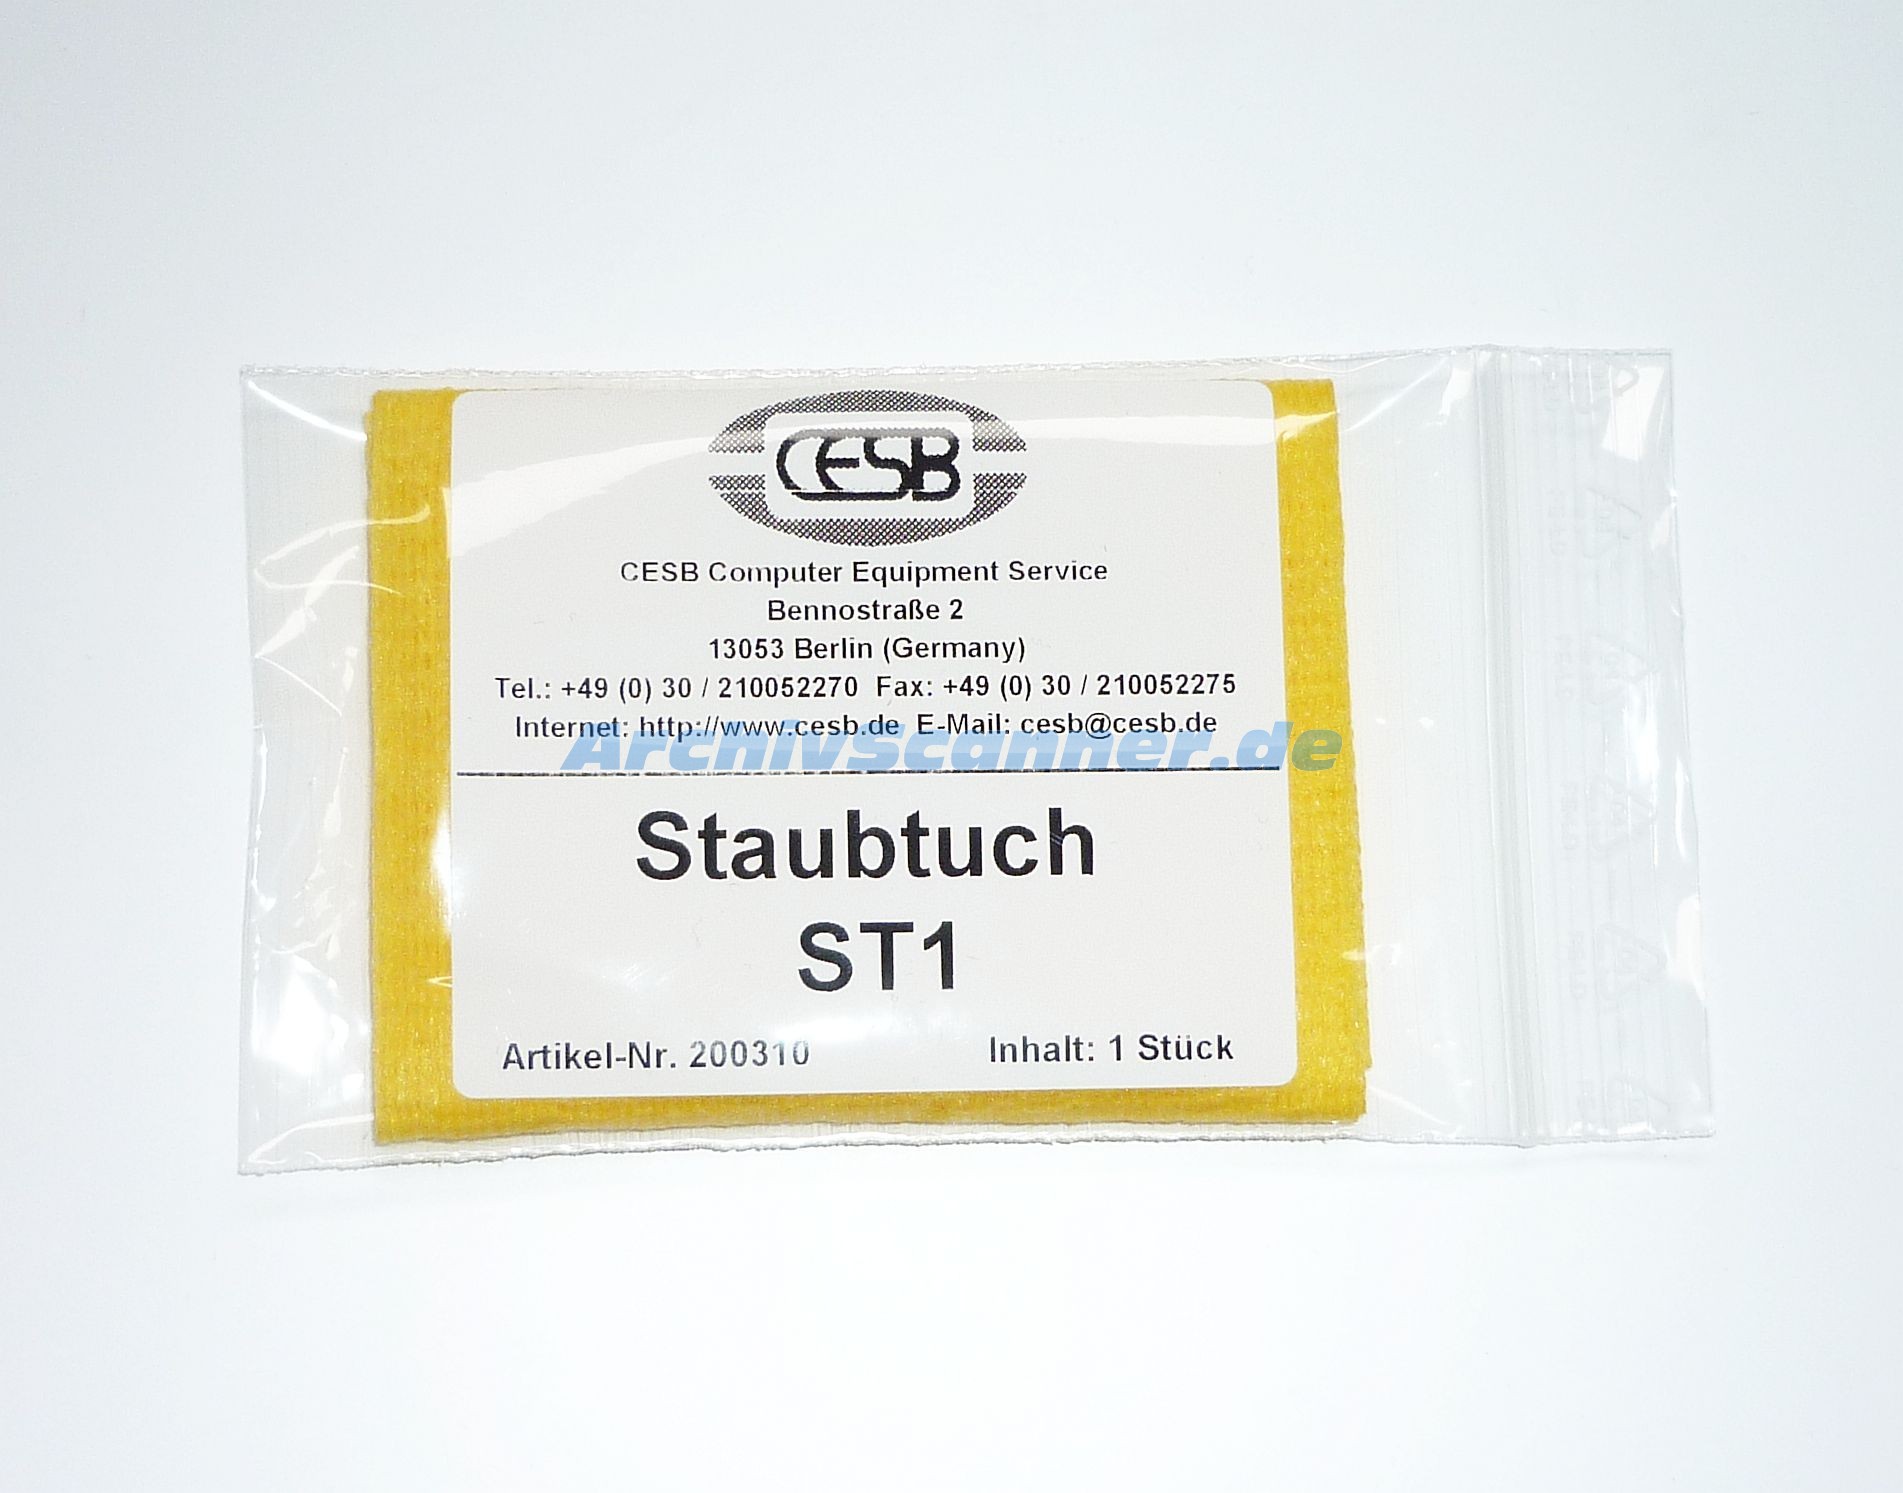 CESB
CESB Computer Equipment Service
Bennostraße 2
13053 Berlin (Germany)
Tel.: +49 (0) 30 / 210052270 Fax: +49 (0) 30 / 210052275
Internet: http://www.cesb.de E-Mail: cesb@cesb.de
ArchivScanner.de
Staubtuch
ST1
Artikel-Nr. 200310 Inhalt: 1 Stück